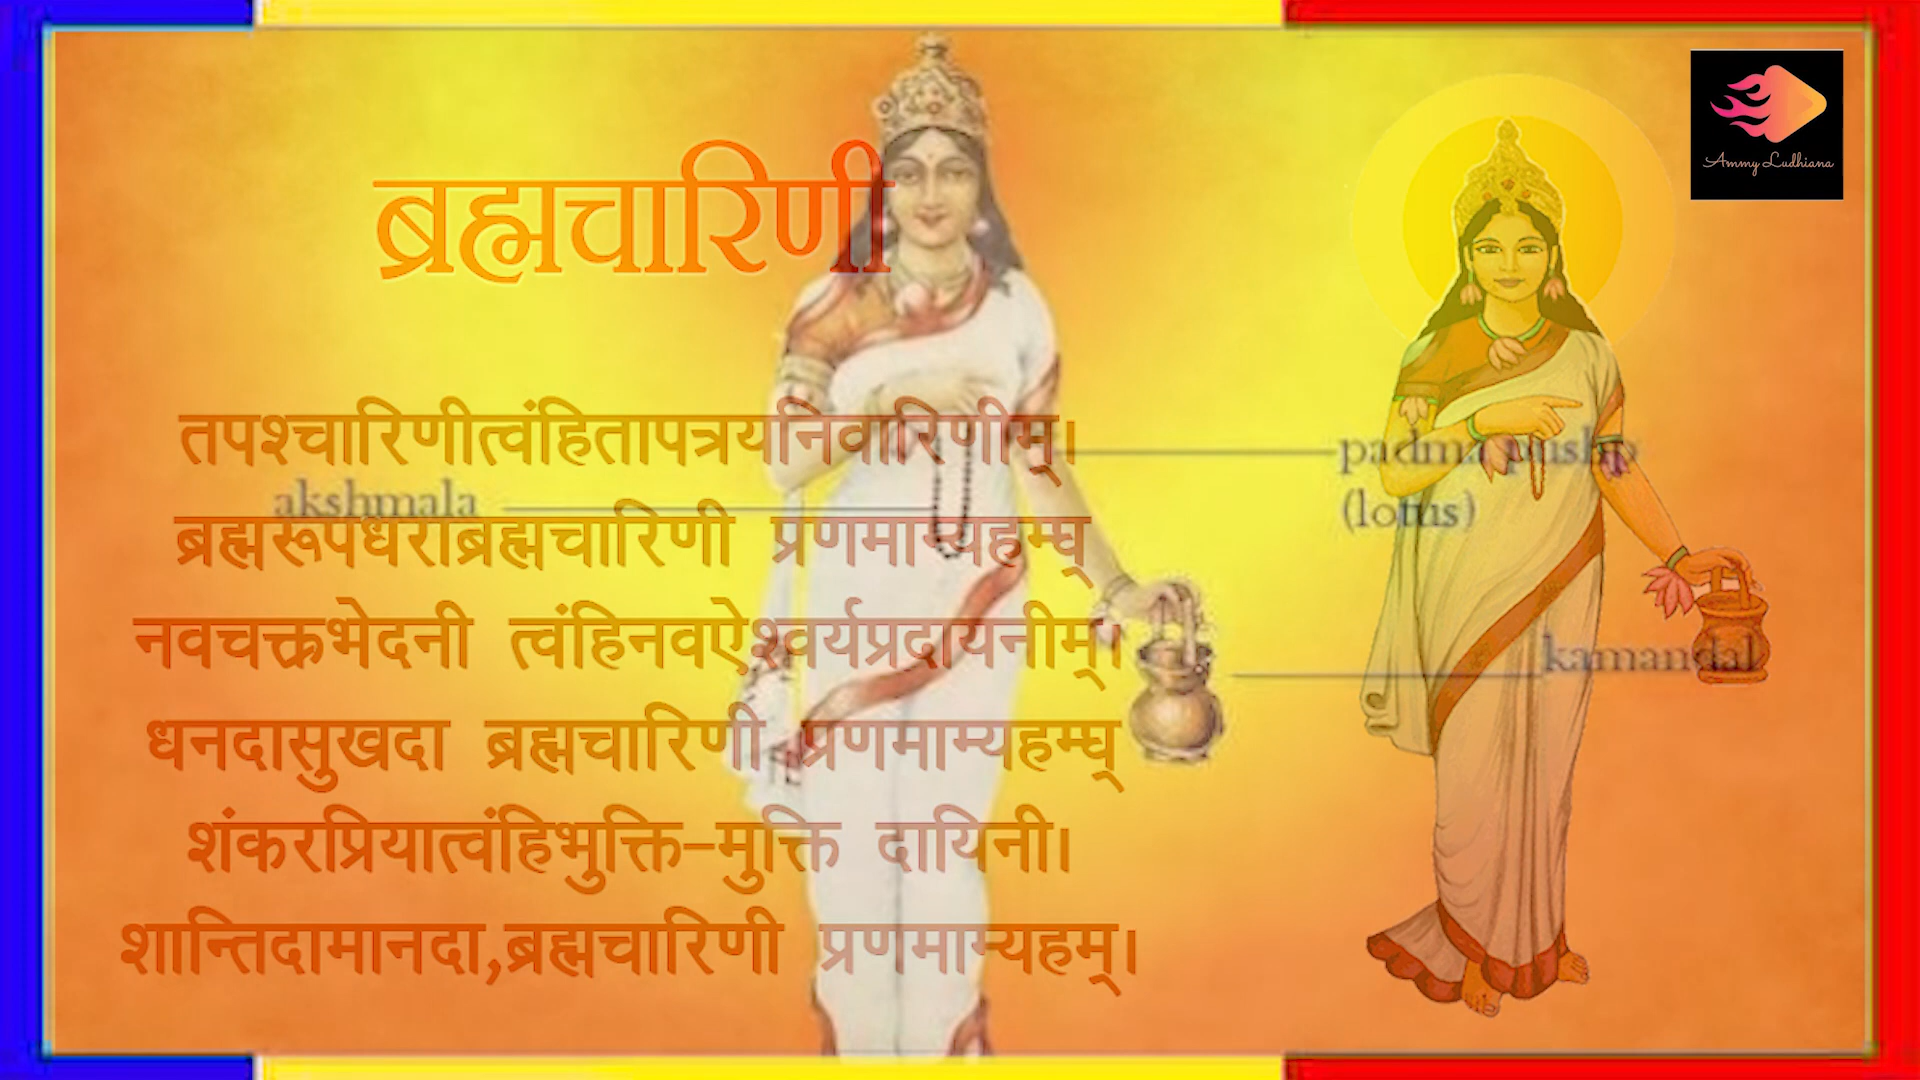 Ammy Ludhiana
ब्रह्मचारिणी
तपश्चारिणीत्वंहितापत्रयनिवारिणीम्।
padma pushp
akshmala
(lotus)
ब्रह्मरूपधराब्रह्मचारिणी प्रणमाम्यहम्घ्
नवचक्रभेदनी त्वंहिनवऐश्वर्यप्रदायनीम्।
kamandal
धनदासुखदा ब्रह्मचारिणी प्रणमाम्यहम्घ्
शंकरप्रियात्वंहिभुक्ति-मुक्ति दायिनी।
शान्तिदामानदा,ब्रह्मचारिणी प्रणमाम्यहम्।